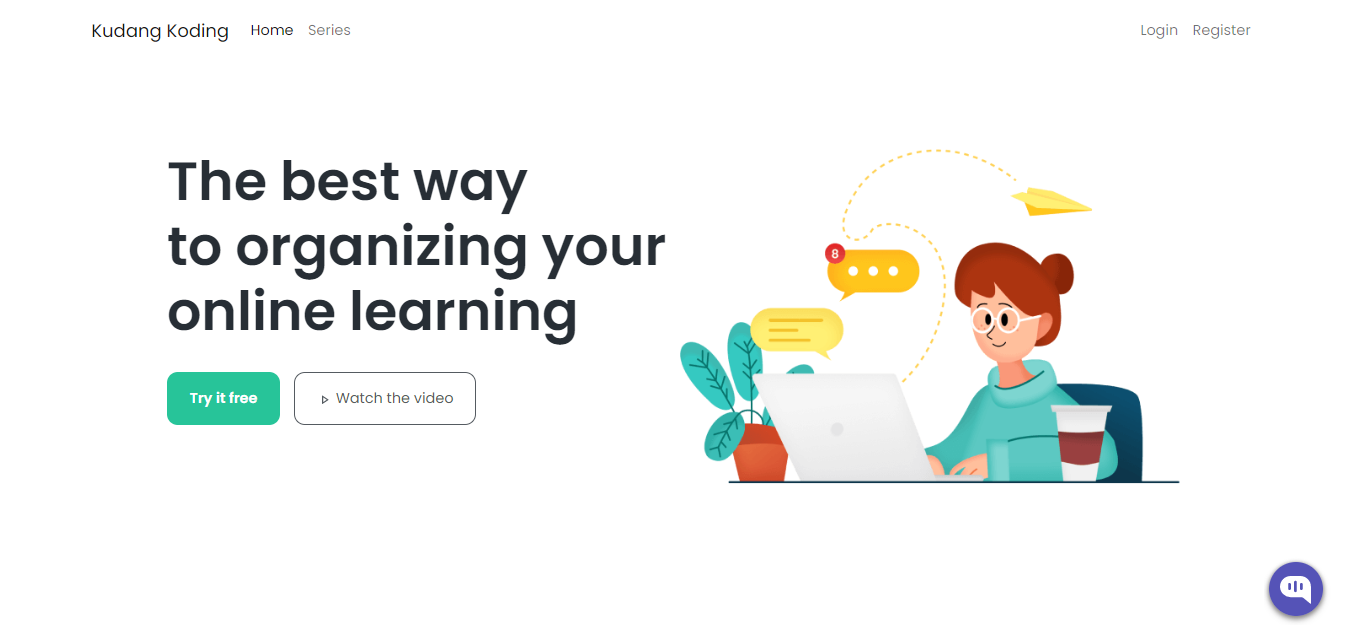 Kudang Koding Home Series Login Register
The best way
to organizing your
online learning
8
Try it free Watch the video